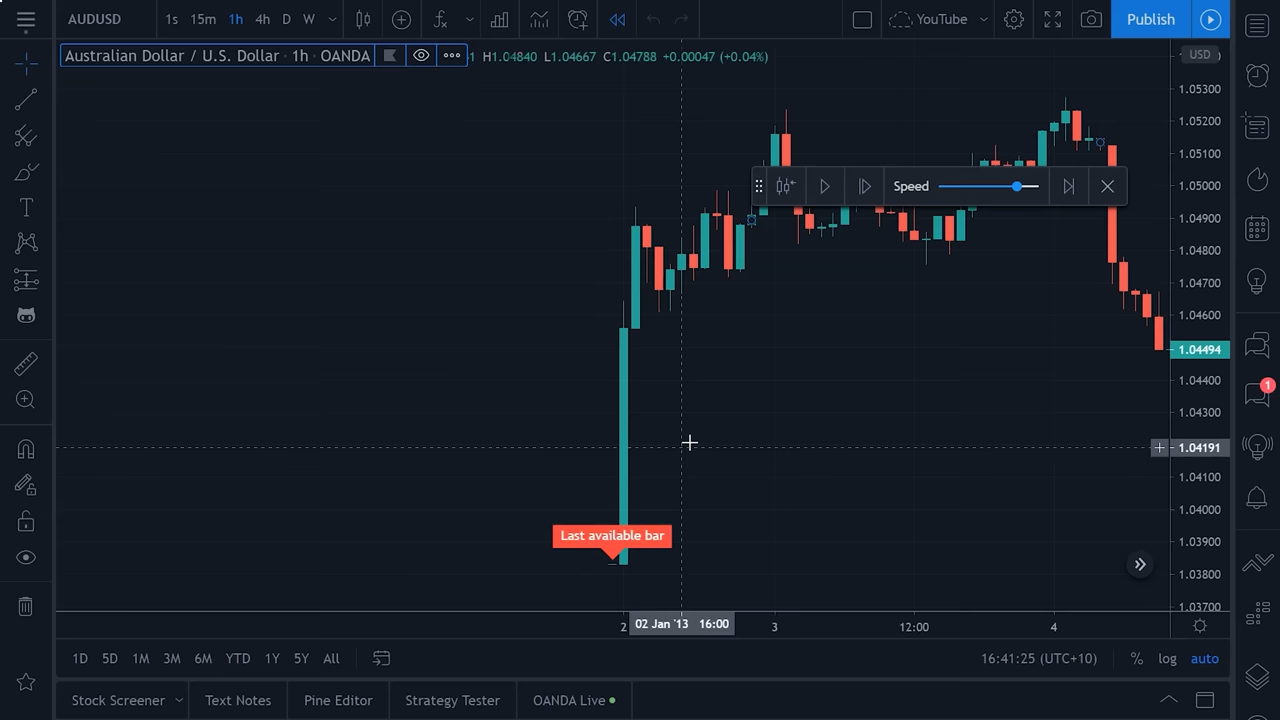 AUDUSD 1s 15m 1h 4h D W YouTube Publish
Australian Dollar / U.S. Dollar · 1h · OANDA 1 H1.04840 L1.04667 C1.04788 +0.00047 (+0.04%)
USD
1.05300
1.05200
1.05100
Speed
1.05000
1.04900
1.04800
1.04700
1.04600
1.04494
1.04400
1.04300
1.04191
1.04100
1.04000
Last available bar
1.03900
1.03800
1.03700
2 02 Jan '13 16:00 3 12:00 4
1D 5D 1M 3M 6M YTD 1Y 5Y All 16:41:25 (UTC+10) % log auto
Stock Screener Text Notes Pine Editor Strategy Tester OANDA Live
1